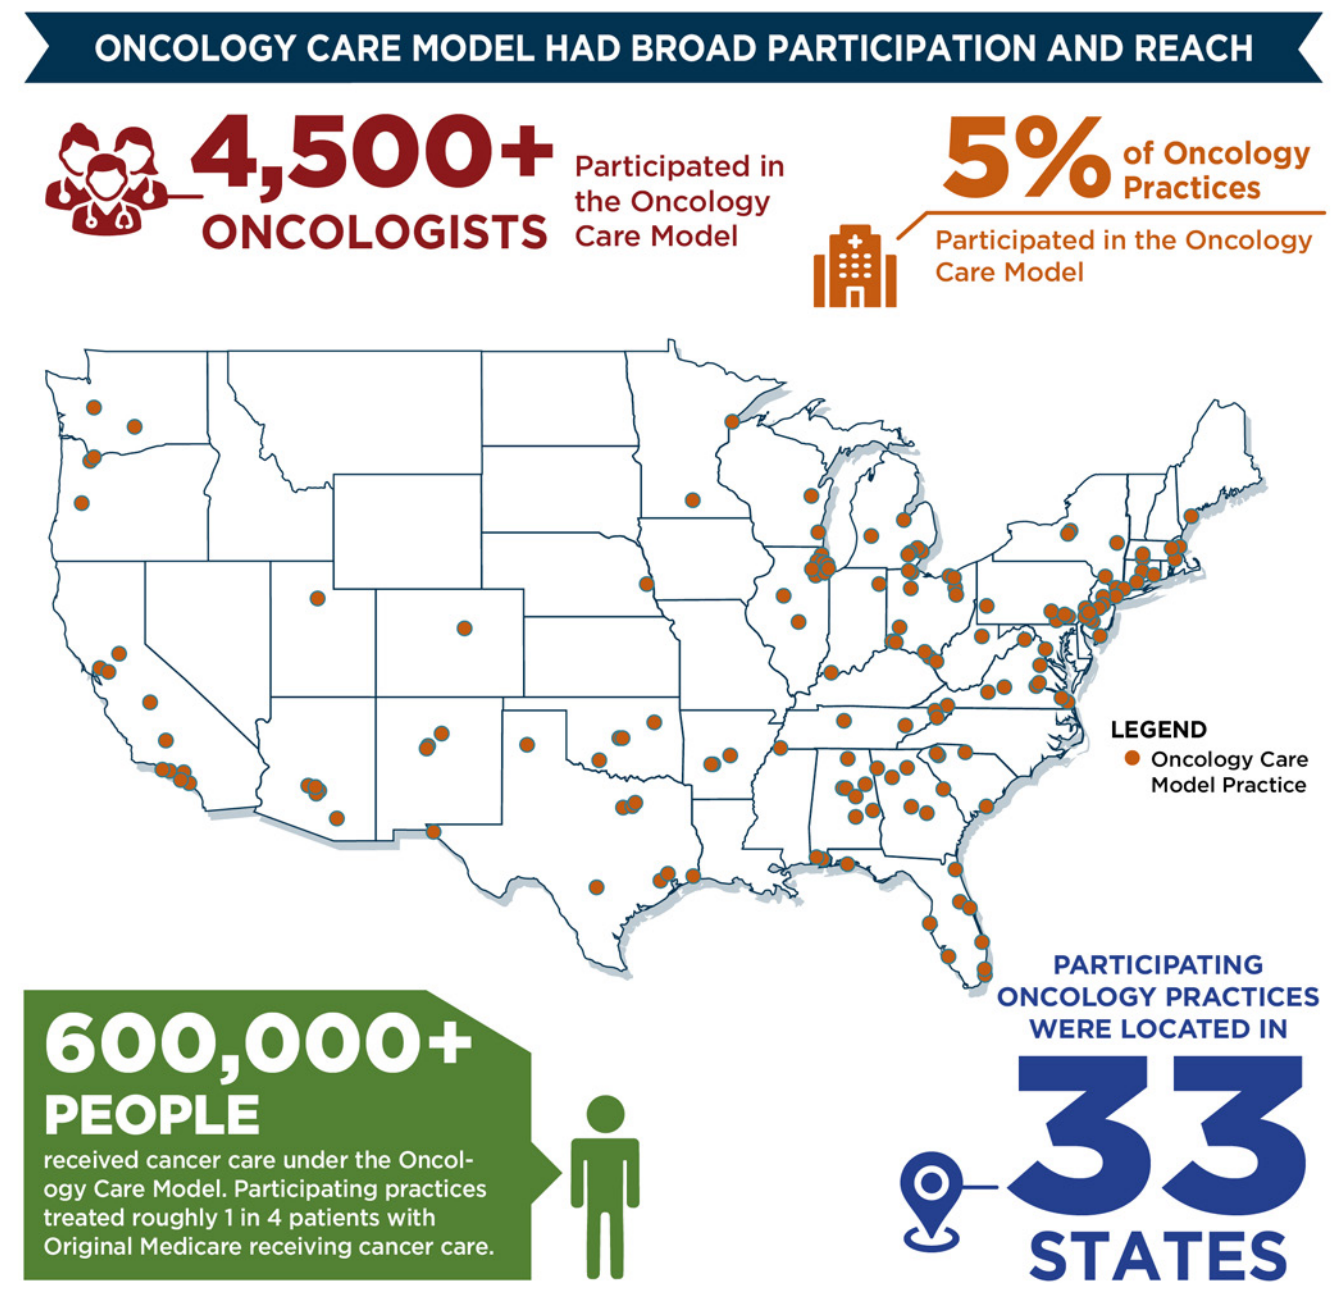 ONCOLOGY CARE MODEL HAD BROAD PARTICIPATION AND REACH
4,500+
ONCOLOGISTS
Participated in
the Oncology
Care Model
5%
of Oncology
Practices
Participated in the Oncology
Care Model
LEGEND
Oncology Care
Model Practice
600,000+
PEOPLE
received cancer care under the Oncol-
ogy Care Model. Participating practices
treated roughly 1 in 4 patients with
Original Medicare receiving cancer care.
PARTICIPATING
ONCOLOGY PRACTICES
WERE LOCATED IN
33
STATES